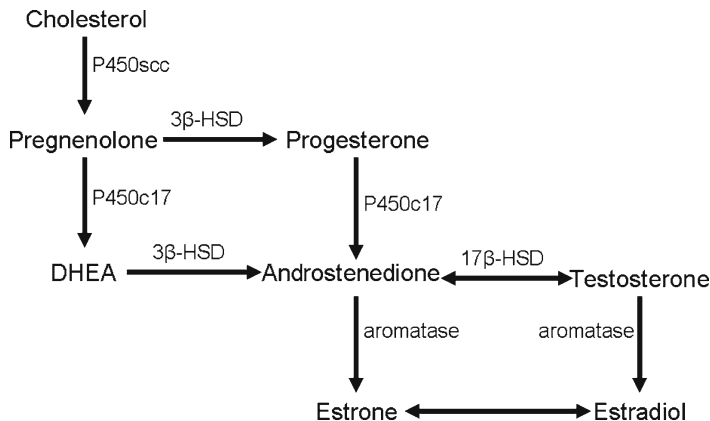 Cholesterol
P450scc
3β-HSD
Pregnenolone
Progesterone
P450c17
P450c17
3β-HSD
17β-HSD
DHEA
Androstenedione
Testosterone
aromatase
aromatase
Estrone
Estradiol